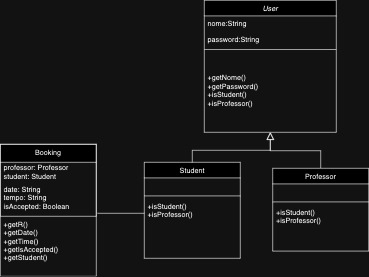 User
nome:String
password:String
+getNome()
+getPassword()
+isStudent()
+isProfessor()
Booking
professor: Professor
student: Student
date: String
tempo: String
isAccepted: Boolean
+getR()
+getDate()
+getTime()
+getIsAccepted()
+getStudent()
Student
+isStudent()
+isProfessor()
Professor
+isStudent()
+isProfessor()